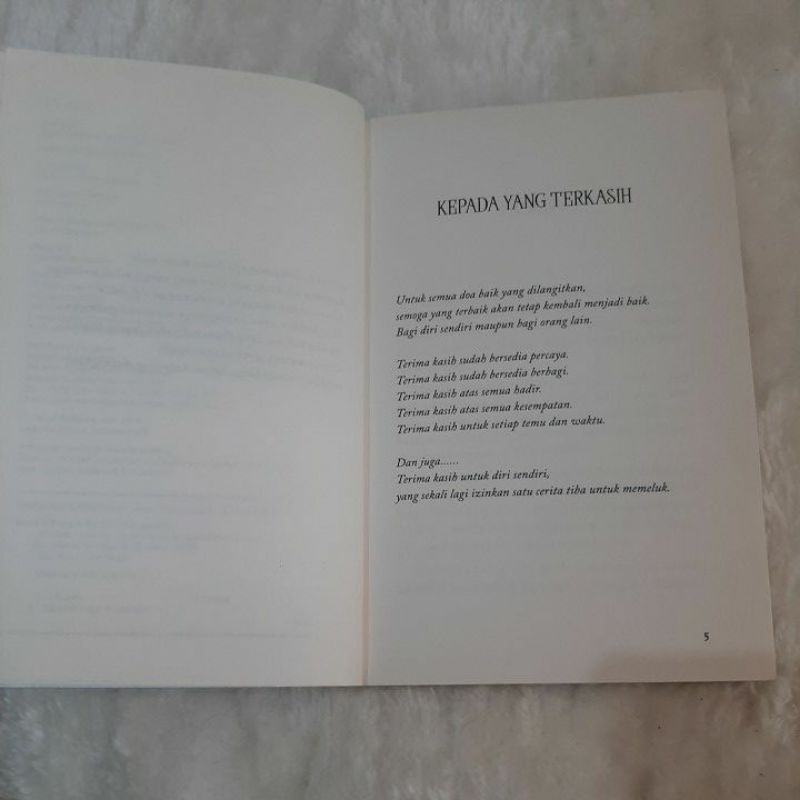 KEPADA YANG TERKASIH
Untuk semua doa baik yang dilangitkan,
semoga yang terbaik akan tetap kembali menjadi baik.
Bagi diri sendiri maupun bagi orang lain.
Terima kasih sudah bersedia percaya.
Terima kasih sudah bersedia berbagi.
Terima kasih atas semua hadir.
Terima kasih atas semua kesempatan.
Terima kasih untuk setiap temu dan waktu.
Dan juga......
Terima kasih untuk diri sendiri,
yang sekali lagi izinkan satu cerita tiba untuk memeluk.
5